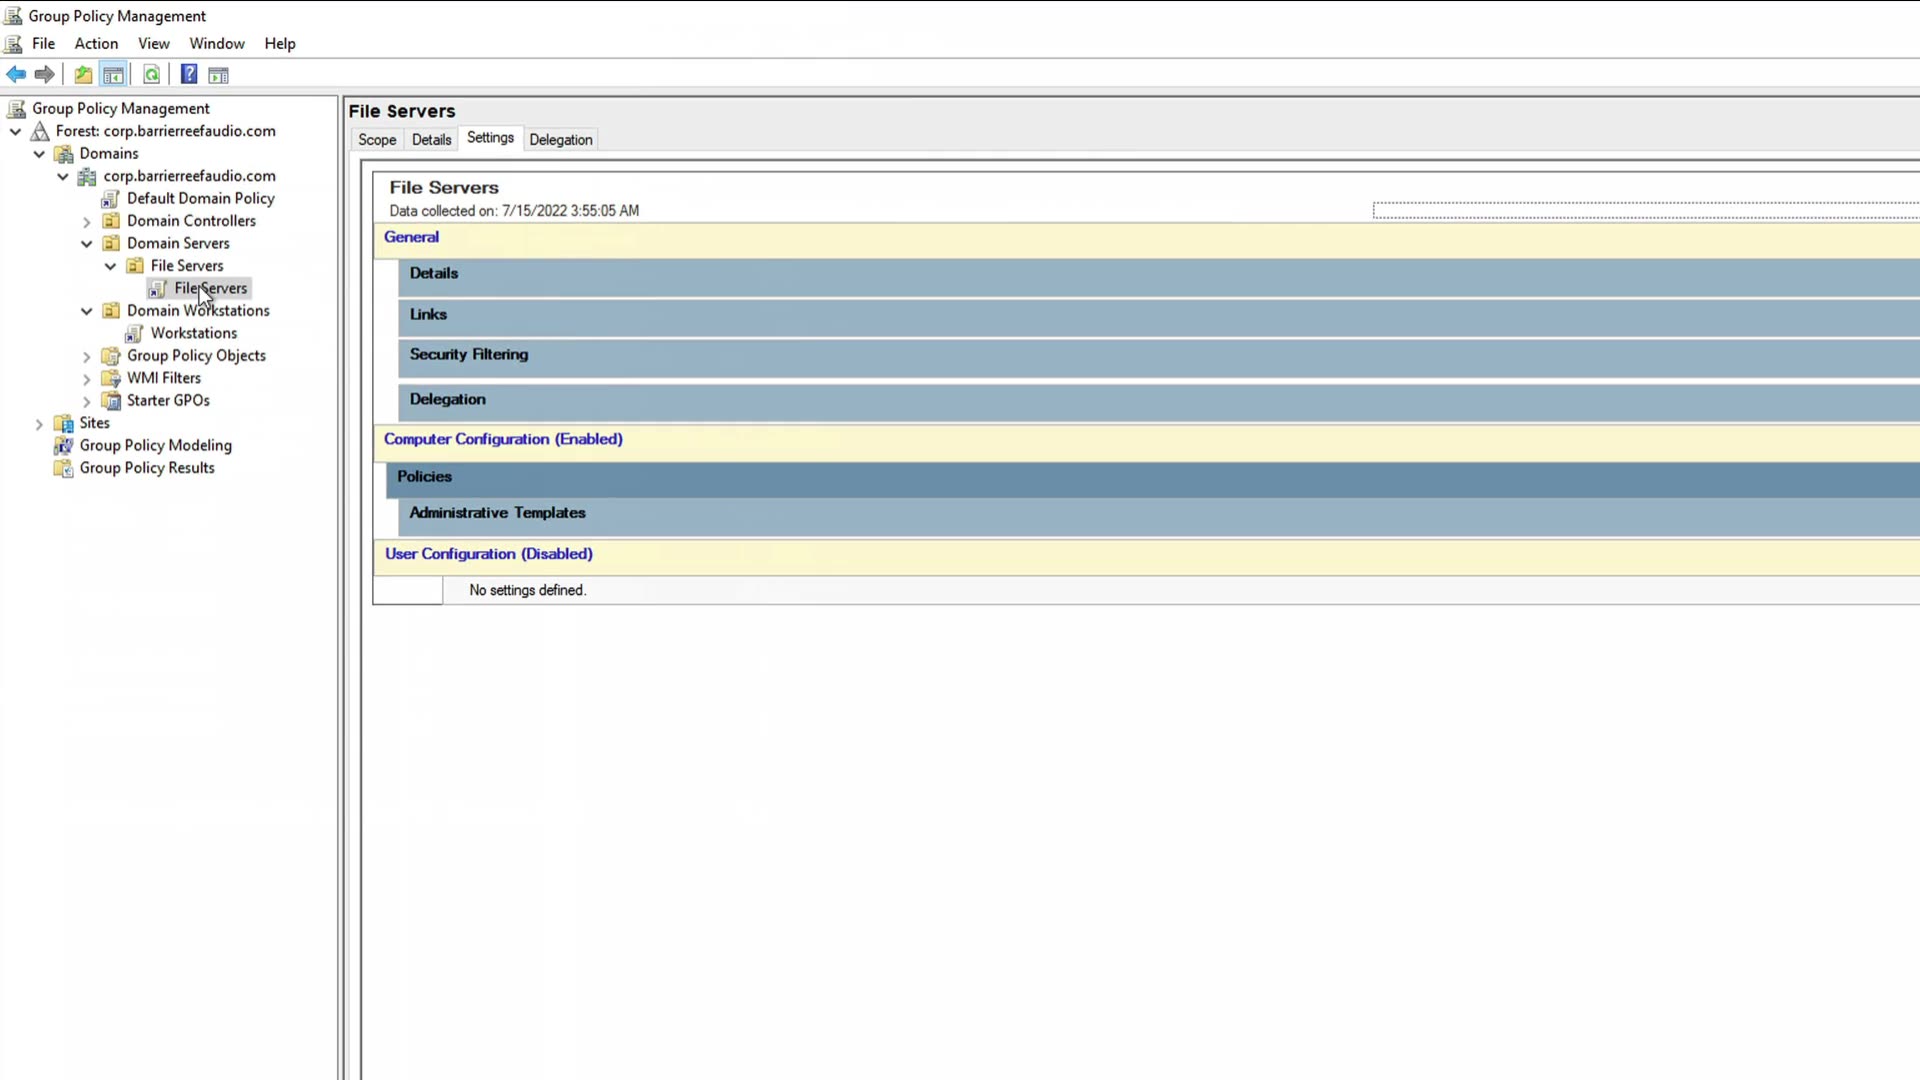 Group Policy Management
File Action View Window Help
Group Policy Management
Forest: corp.barrierreefaudio.com
Domains
corp.barrierreefaudio.com
Default Domain Policy
Domain Controllers
Domain Servers
File Servers
File Servers
Domain Workstations
Workstations
Group Policy Objects
WMI Filters
Starter GPOs
Sites
Group Policy Modeling
Group Policy Results
File Servers
Scope Details Settings Delegation
File Servers
Data collected on: 7/15/2022 3:55:05 AM
General
Details
Links
Security Filtering
Delegation
Computer Configuration (Enabled)
Policies
Administrative Templates
User Configuration (Disabled)
No settings defined.